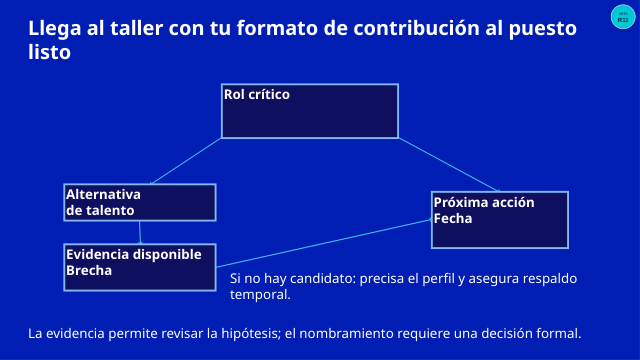 Llega al taller con tu formato de contribución al puesto
listo
R11
Rol crítico
Alternativa
de talento
Próxima acción
Fecha
Evidencia disponible
Brecha
Si no hay candidato: precisa el perfil y asegura respaldo
temporal.
La evidencia permite revisar la hipótesis; el nombramiento requiere una decisión formal.